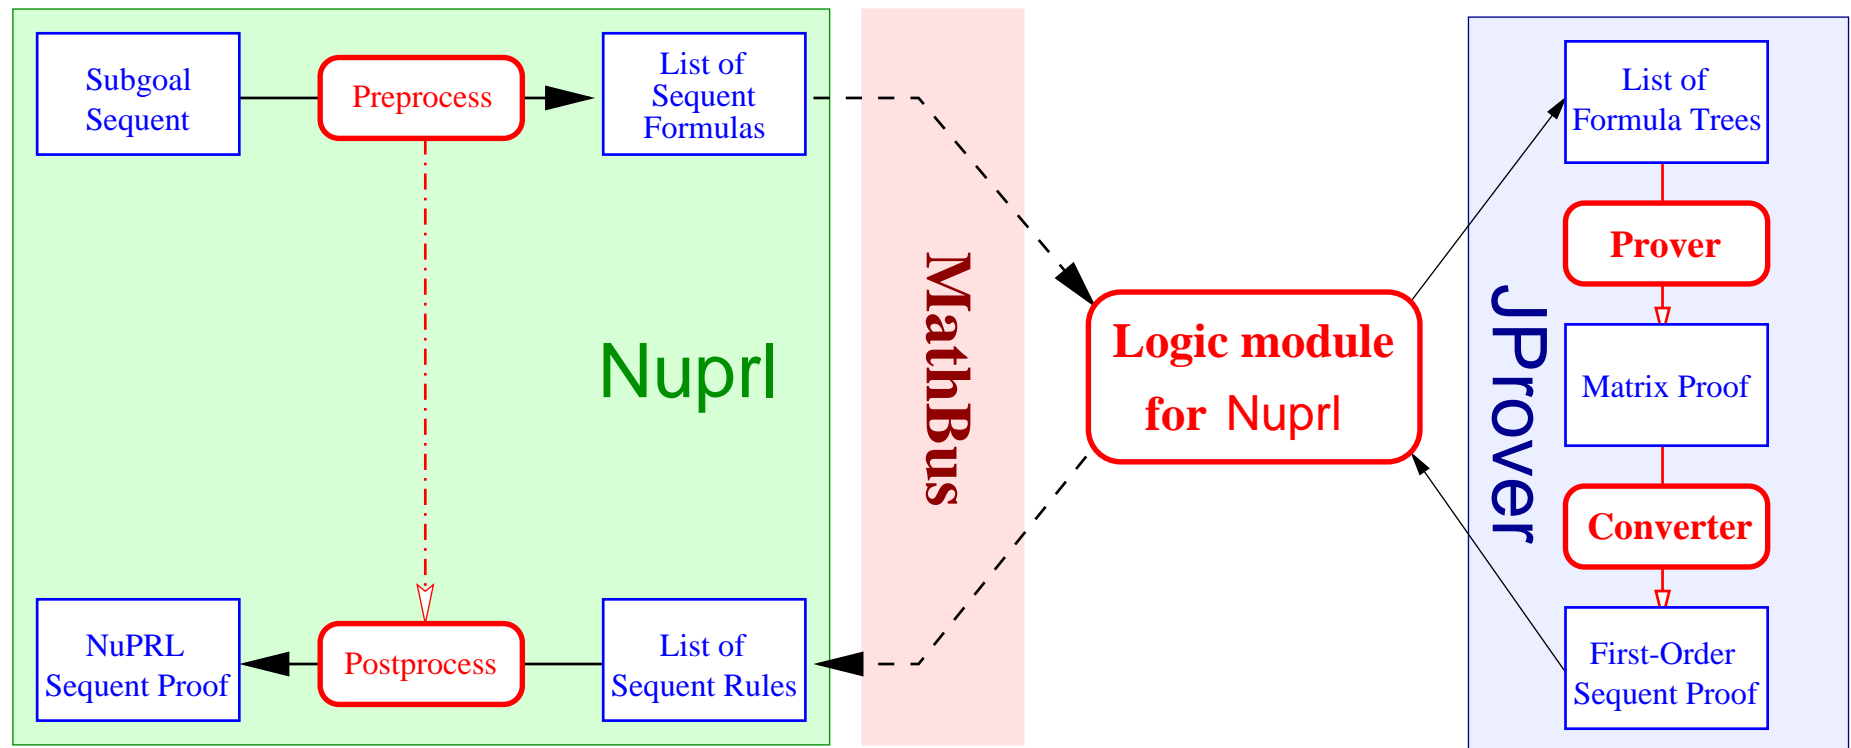 Subgoal
Sequent
Preprocess
List of
Sequent
Formulas
Nuprl
NuPRL
Sequent Proof
Postprocess
List of
Sequent Rules
MathBus
Logic module
for Nuprl
JProver
List of
Formula Trees
Prover
Matrix Proof
Converter
First-Order
Sequent Proof